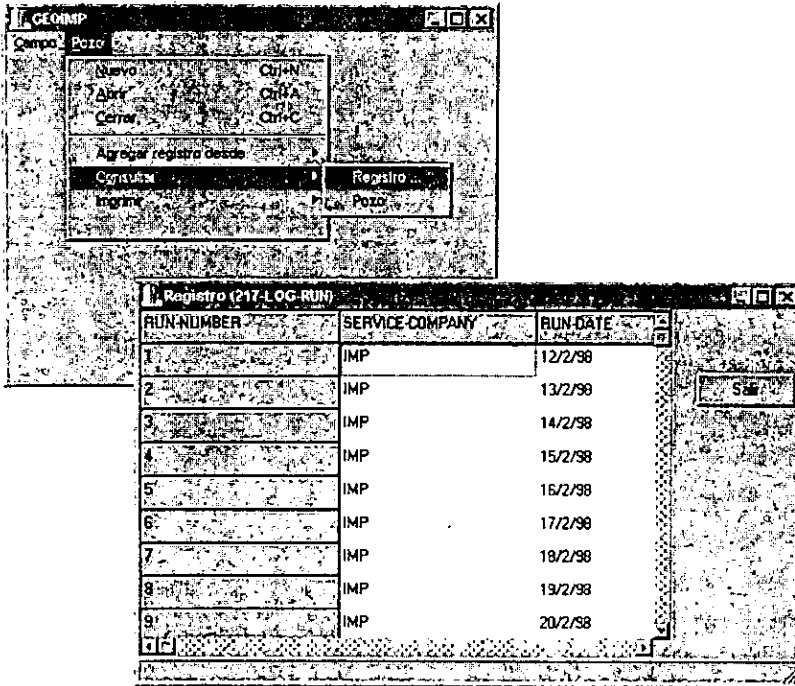 GEOIMP
Campo Pozo
Nuevo Ctrl+N
Abrir Ctrl+A
Cerrar Ctrl+C
Agregar registro desde
Consultar
Registro ...
Imprimir
Pozo
Registro (217-LOG-RUN)
RUN-NUMBER SERVICE-COMPANY RUN-DATE
1 IMP 12/2/98
2 IMP 13/2/98
Salir
3 IMP 14/2/98
4 IMP 15/2/98
5 IMP 16/2/98
6 IMP 17/2/98
7 IMP 18/2/98
8 IMP 19/2/98
9 IMP 20/2/98